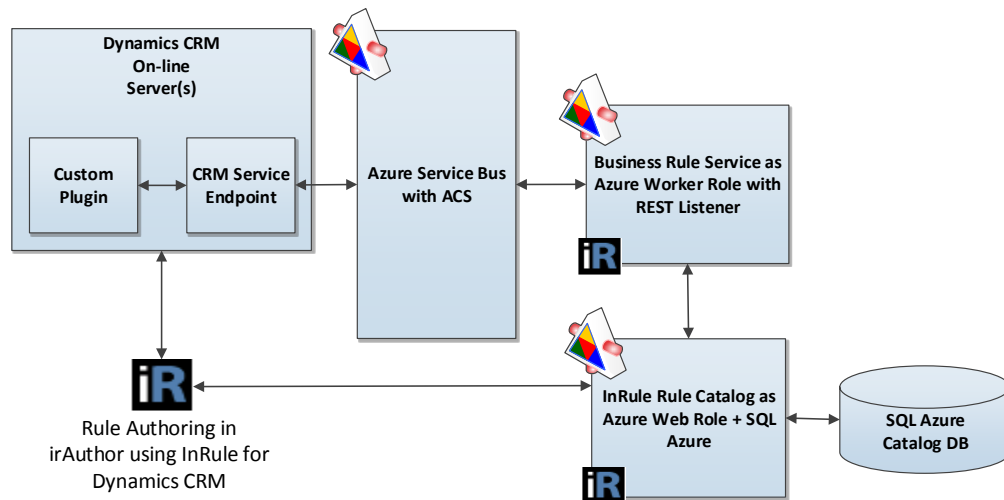 Dynamics CRM
On-line
Server(s)
Custom
Plugin
CRM Service
Endpoint
Azure Service Bus
with ACS
Business Rule Service as
Azure Worker Role with
REST Listener
iR
iR
Rule Authoring in
irAuthor using InRule for
Dynamics CRM
InRule Rule Catalog as
Azure Web Role + SQL
Azure
iR
SQL Azure
Catalog DB